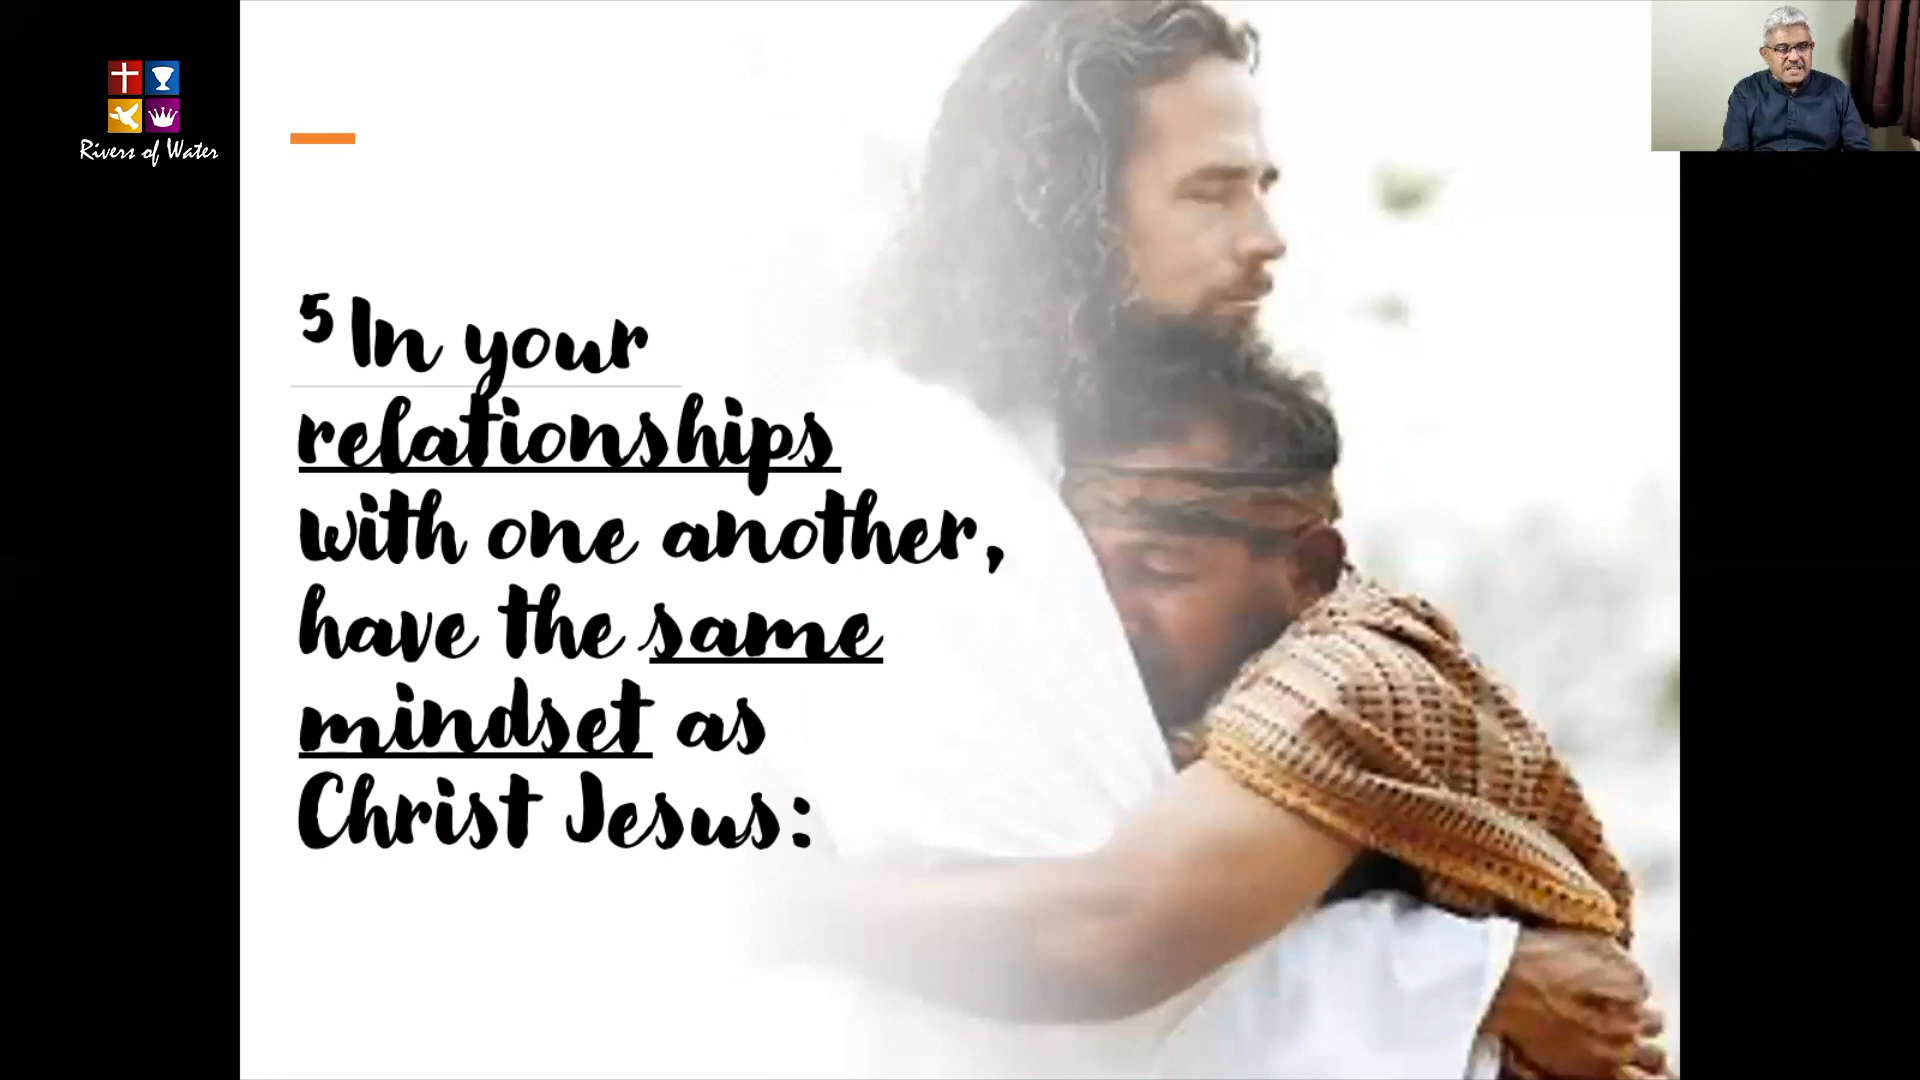 Rivers of Water
5 In your
relationships
with one another,
have the same
mindset as
Christ Jesus: